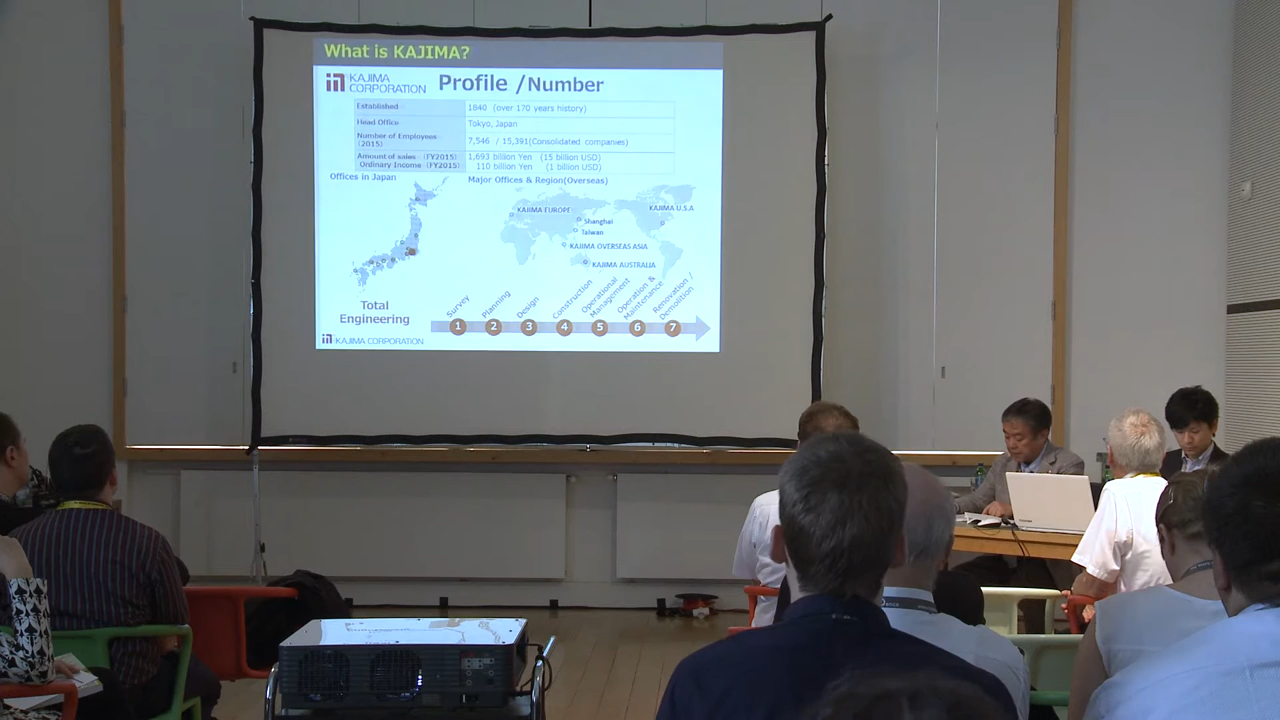 What is KAJIMA?
KAJIMA
CORPORATION
Profile /Number
Established
1840 (over 170 years history)
Head Office
Tokyo, Japan
Number of Employees
(2015)
7,546 / 15,391(Consolidated companies)
Amount of sales (FY2015)
1,693 billion Yen (15 billion USD)
Ordinary Income (FY2015)
110 billion Yen (1 billion USD)
Offices in Japan
Major Offices & Region(Overseas)
KAJIMA EUROPE
KAJIMA U.S.A
Shanghai
Taiwan
KAJIMA OVERSEAS ASIA
KAJIMA AUSTRALIA
Total
Engineering
Survey
Planning
Design
Construction
Operational
Management
Operation &
Maintenance
Renovation /
Demolition
1 2 3 4 5 6 7
KAJIMA CORPORATION